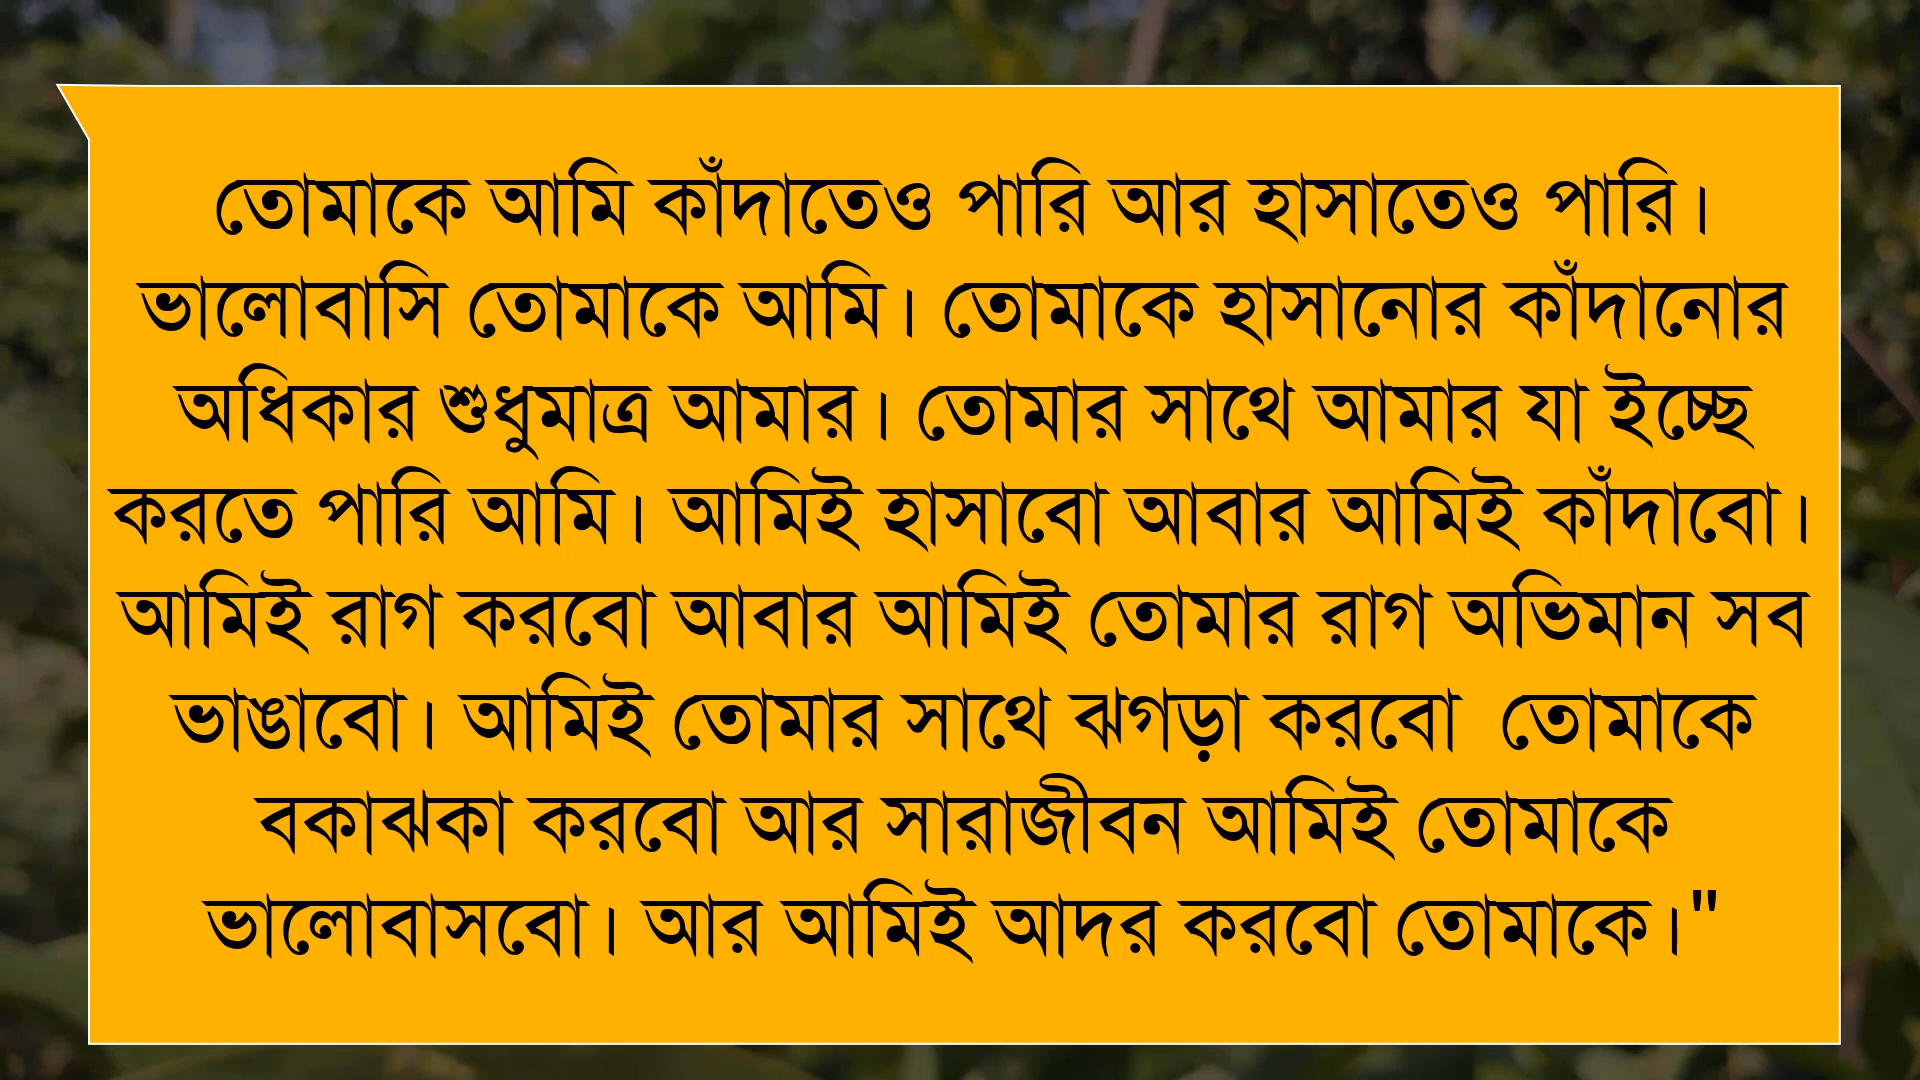 তোমাকে আমি কাঁদাতেও পারি আর হাসাতেও পারি।
ভালোবাসি তোমাকে আমি। তোমাকে হাসানোর কাঁদানোর
অধিকার শুধুমাত্র আমার। তোমার সাথে আমার যা ইচ্ছে
করতে পারি আমি। আমিই হাসাবো আবার আমিই কাঁদাবো।
আমিই রাগ করবো আবার আমিই তোমার রাগ অভিমান সব
ভাঙাবো। আমিই তোমার সাথে ঝগড়া করবো  তোমাকে
বকাঝকা করবো আর সারাজীবন আমিই তোমাকে
ভালোবাসবো। আর আমিই আদর করবো তোমাকে।"